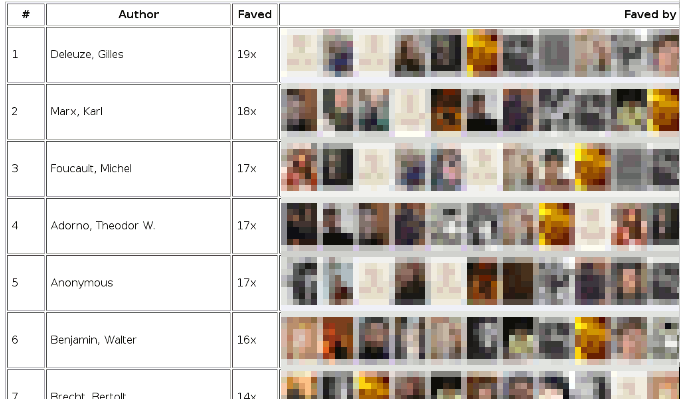 # Author Faved Faved by
1 Deleuze, Gilles 19x
2 Marx, Karl 18x
3 Foucault, Michel 17x
4 Adorno, Theodor W. 17x
5 Anonymous 17x
6 Benjamin, Walter 16x
7 Brecht, Bertolt 14x